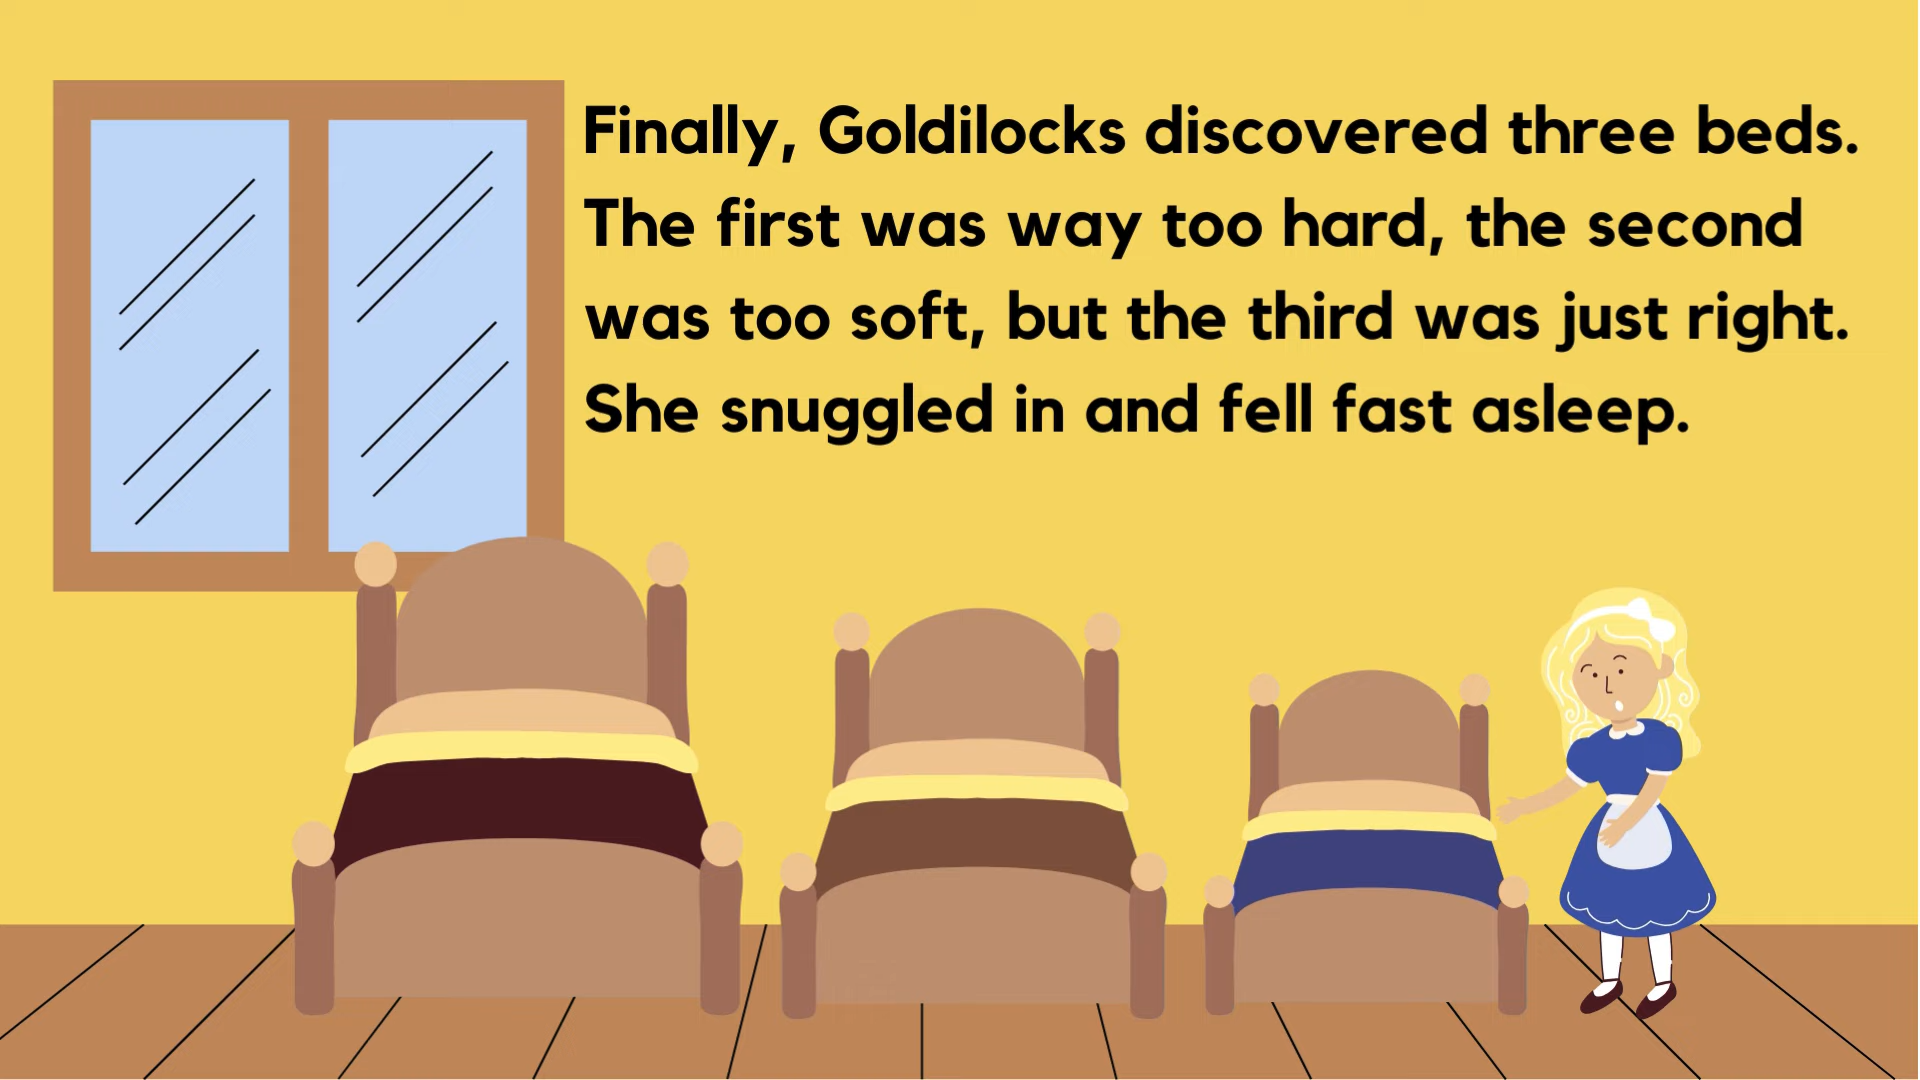 Finally, Goldilocks discovered three beds.
The first was way too hard, the second
was too soft, but the third was just right.
She snuggled in and fell fast asleep.